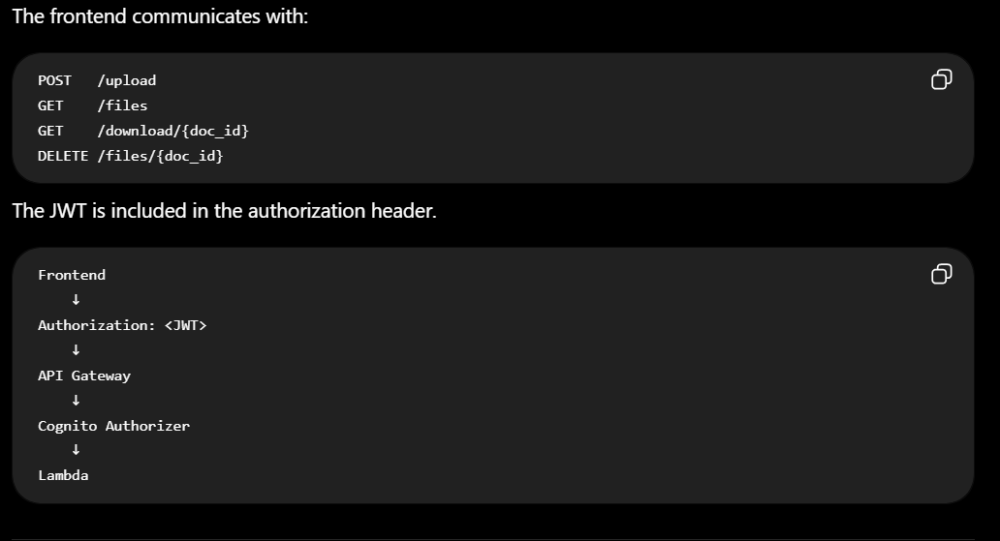 The frontend communicates with:
POST   /upload
GET    /files
GET    /download/{doc_id}
DELETE /files/{doc_id}
The JWT is included in the authorization header.
Frontend
↓
Authorization: <JWT>
↓
API Gateway
↓
Cognito Authorizer
↓
Lambda